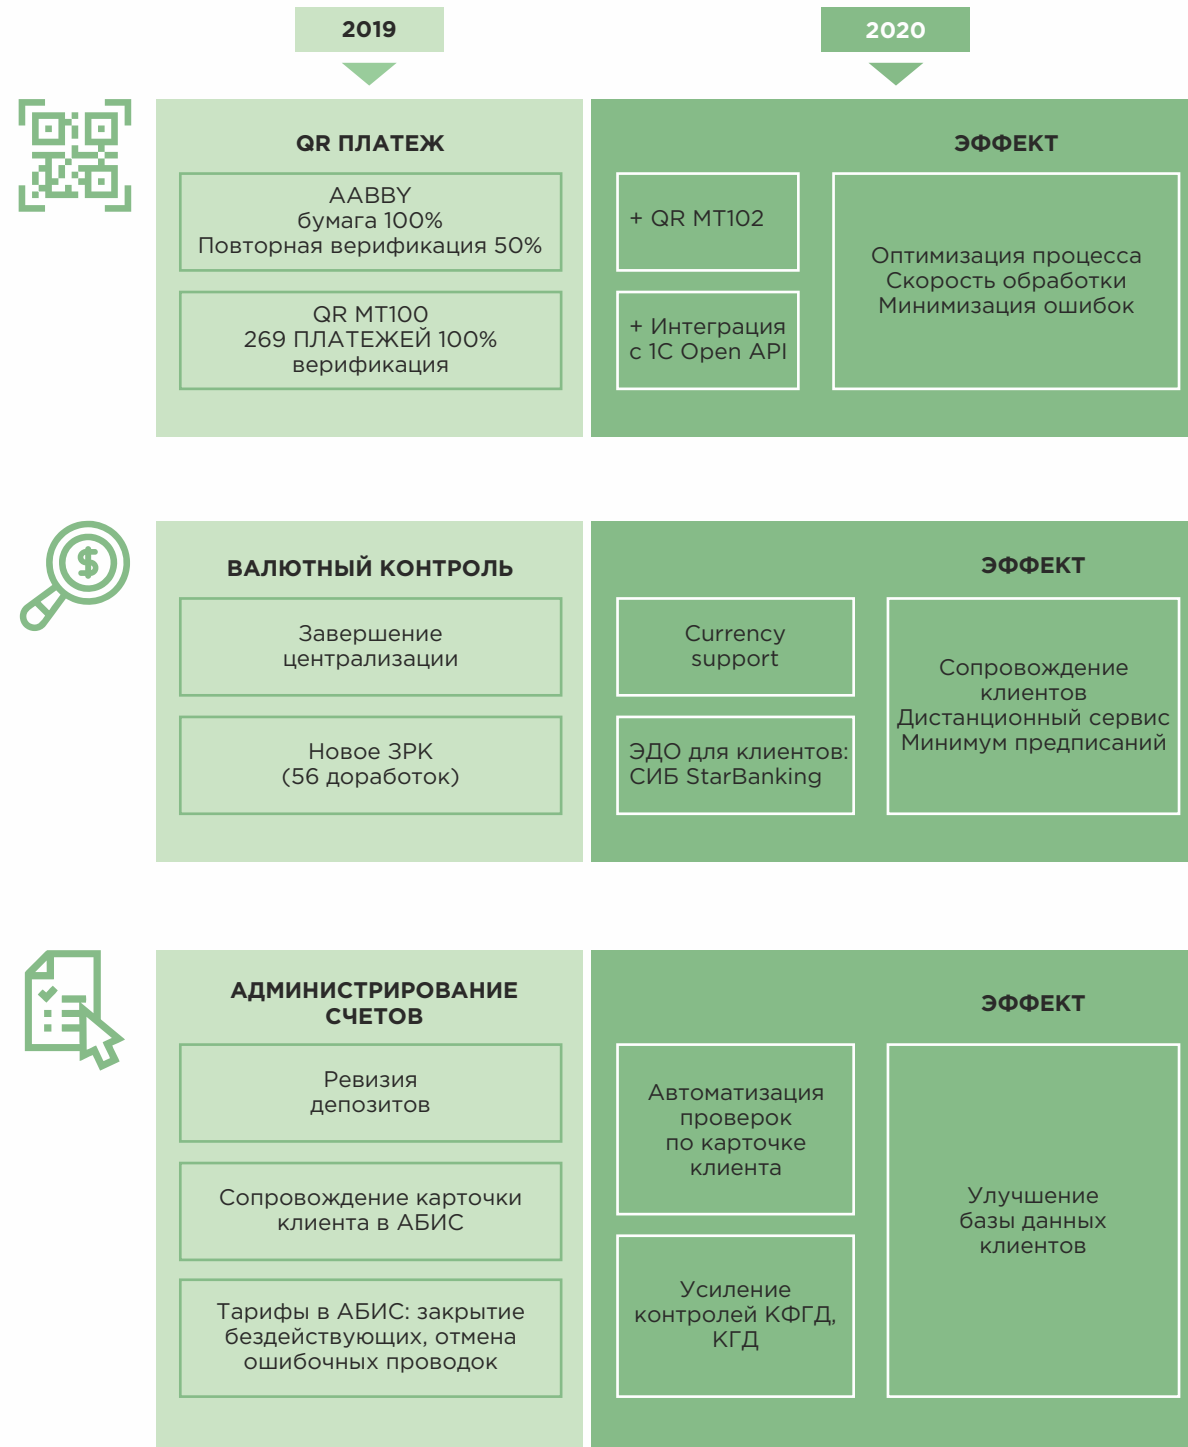 2019
2020
QR ПЛАТЕЖ
AABBY
бумага 100%
Повторная верификация 50%
QR MT100
269 ПЛАТЕЖЕЙ 100%
верификация
+ QR MT102
+ Интеграция
с 1С Open API
ЭФФЕКТ
Оптимизация процесса
Скорость обработки
Минимизация ошибок
ВАЛЮТНЫЙ КОНТРОЛЬ
Завершение
централизации
Новое ЗРК
(56 доработок)
Currency
support
ЭДО для клиентов:
СИБ StarBanking
ЭФФЕКТ
Сопровождение
клиентов
Дистанционный сервис
Минимум предписаний
АДМИНИСТРИРОВАНИЕ
СЧЕТОВ
Ревизия
депозитов
Сопровождение карточки
клиента в АБИС
Тарифы в АБИС: закрытие
бездействующих, отмена
ошибочных проводок
Автоматизация
проверок
по карточке
клиента
Усиление
контролей КФГД,
КГД
ЭФФЕКТ
Улучшение
базы данных
клиентов